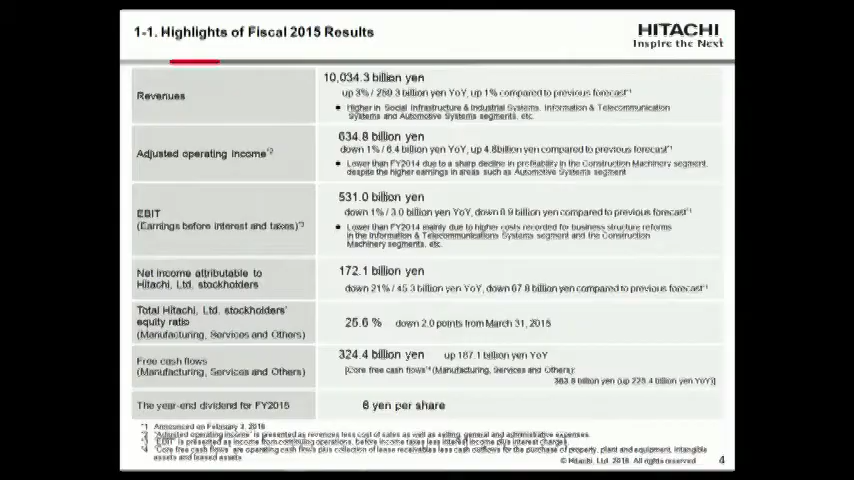 1-1. Highlights of Fiscal 2015 Results
HITACHI
Inspire the Next
Revenues
10,034.3 billion yen
up 3% / 259.3 billion yen YoY, up 1% compared to previous forecast*1
● Higher in Social Infrastructure & Industrial Systems, Information & Telecommunication
Systems and Automotive Systems segments, etc.
Adjusted operating income*2
634.8 billion yen
down 1% / 6.4 billion yen YoY, up 4.8billion yen compared to previous forecast*1
● Lower than FY2014 due to a sharp decline in profitability in the Construction Machinery segment,
despite the higher earnings in areas such as Automotive Systems segment
EBIT
(Earnings before interest and taxes)*3
531.0 billion yen
down 1% / 3.0 billion yen YoY, down 8.9 billion yen compared to previous forecast*1
● Lower than FY2014 mainly due to higher costs recorded for business structure reforms
in the Information & Telecommunications Systems segment and the Construction
Machinery segments, etc.
Net income attributable to
Hitachi, Ltd. stockholders
172.1 billion yen
down 21% / 45.3 billion yen YoY, down 67.8 billion yen compared to previous forecast*1
Total Hitachi, Ltd. stockholders'
equity ratio
(Manufacturing, Services and Others)
25.6 % down 2.0 points from March 31, 2015
Free cash flows
(Manufacturing, Services and Others)
324.4 billion yen up 187.1 billion yen YoY
[Core free cash flows*4 (Manufacturing, Services and Others):
363.8 billion yen (up 225.4 billion yen YoY)]
The year-end dividend for FY2015
6 yen per share
*1 Announced on February 3, 2016
*2 "Adjusted operating income" is presented as revenues less cost of sales as well as selling, general and administrative expenses.
*3 "EBIT" is presented as income from continuing operations, before income taxes less interest income plus interest charges.
*4 "Core free cash flows" are operating cash flows plus collection of lease receivables less cash outflows for the purchase of property, plant and equipment, intangible
assets and leased assets
© Hitachi, Ltd. 2016. All rights reserved.
4